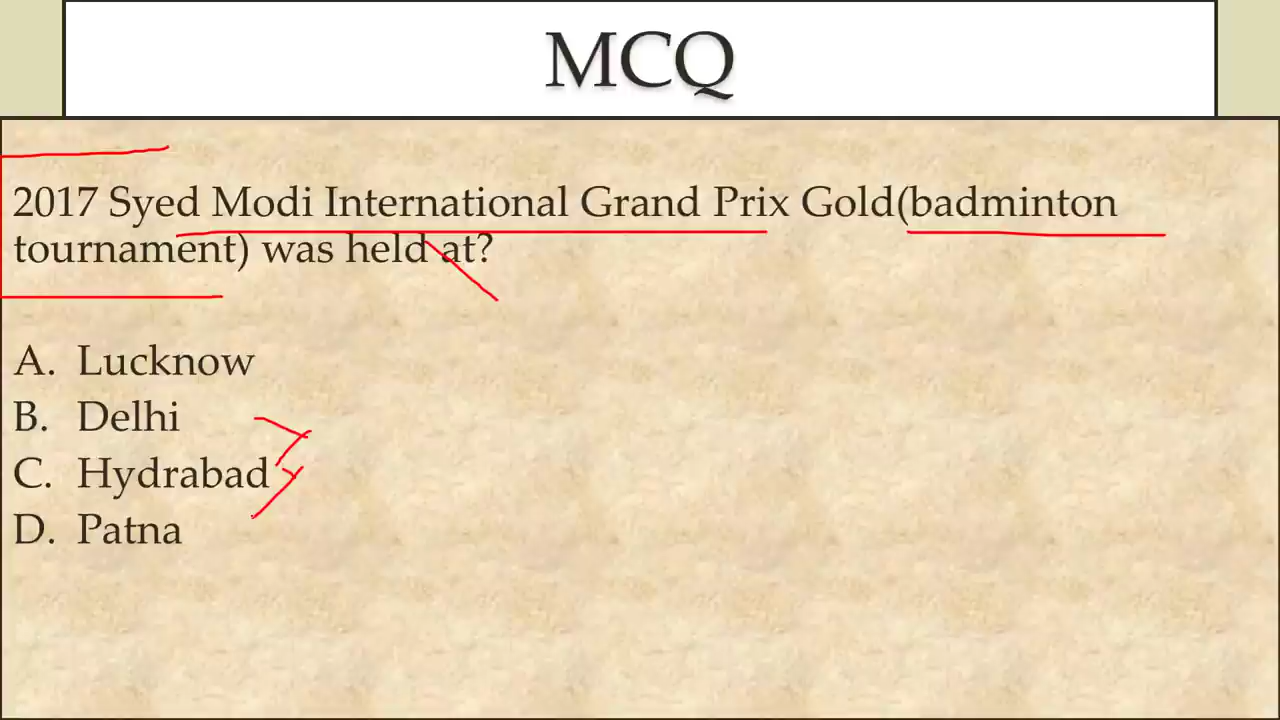 MCQ
2017 Syed Modi International Grand Prix Gold(badminton
tournament) was held at?
A. Lucknow
B. Delhi
C. Hydrabad
D. Patna